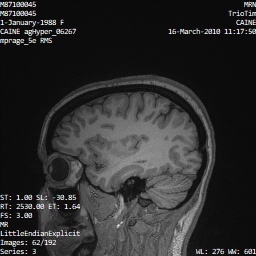 M87100045
M87100045
1-January-1988 F
CAINE agHyper_06267
mprage_5e RMS
MRN
TrioTim
CAINE
16-March-2010 11:17:50
ST: 1.00 SL: -30.85
RT: 2530.00 ET: 1.64
FS: 3.00
MR
LittleEndianExplicit
Images: 62/192
Series: 3
WL: 276 WW: 601